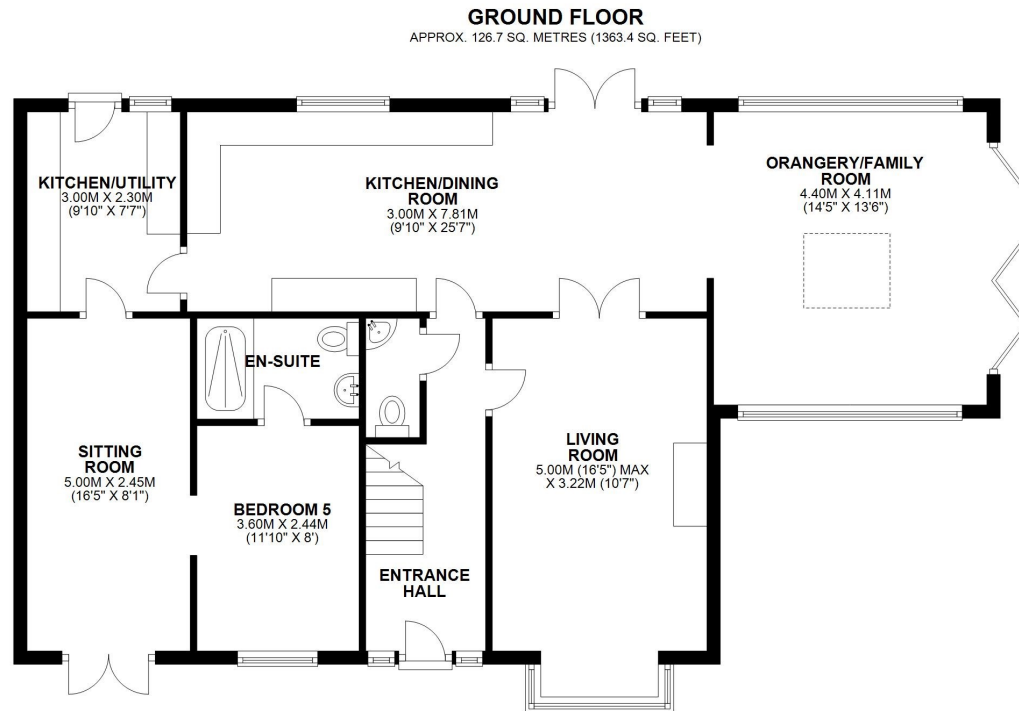 GROUND FLOOR
APPROX. 126.7 SQ. METRES (1363.4 SQ. FEET)
KITCHEN/UTILITY
3.00M X 2.30M
(9'10" X 7'7")
KITCHEN/DINING
ROOM
3.00M X 7.81M
(9'10" X 25'7")
ORANGERY/FAMILY
ROOM
4.40M X 4.11M
(14'5" X 13'6")
EN-SUITE
SITTING
ROOM
5.00M X 2.45M
(16'5" X 8'1")
BEDROOM 5
3.60M X 2.44M
(11'10" X 8')
ENTRANCE
HALL
LIVING
ROOM
5.00M (16'5") MAX
X 3.22M (10'7")